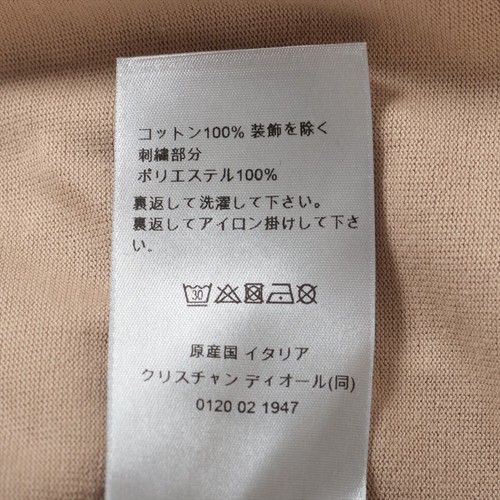 コットン100% 装飾を除く
刺繍部分
ポリエステル100%
裏返して洗濯して下さい。
裏返してアイロン掛けして下さ
い。
30
原産国 イタリア
クリスチャン ディオール(同)
0120 02 1947